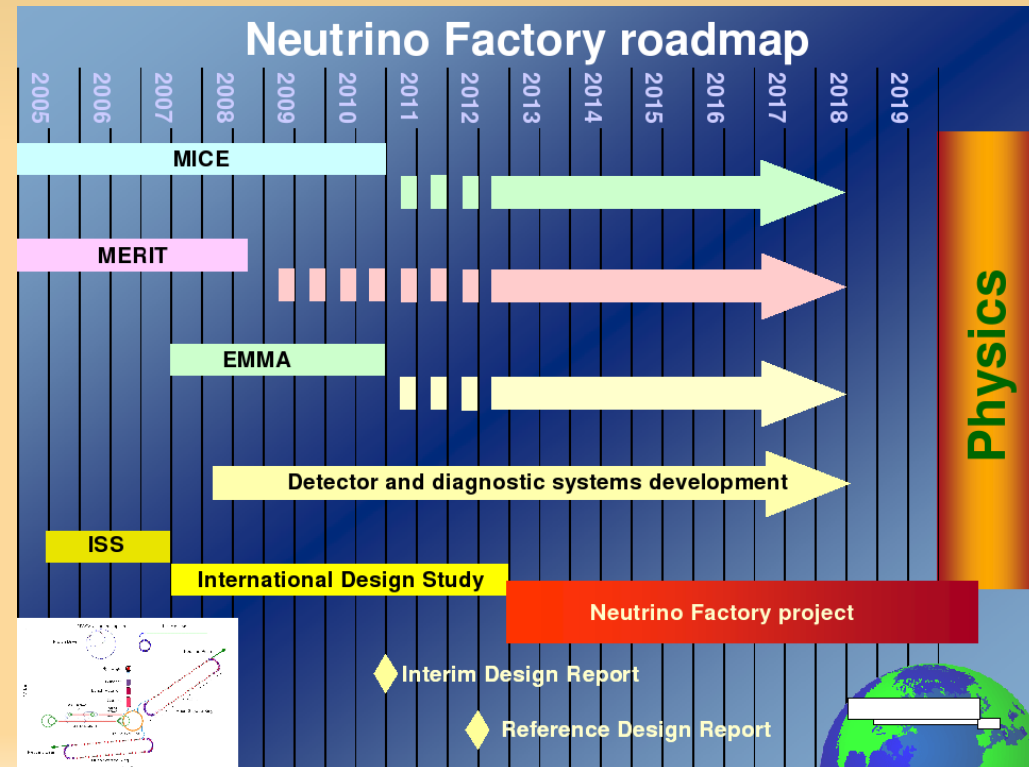 Neutrino Factory roadmap
2005 2006 2007 2008 2009 2010 2011 2012 2013 2014 2015 2016 2017 2018 2019
MICE
MERIT
EMMA
Detector and diagnostic systems development
ISS
International Design Study
Neutrino Factory project
Interim Design Report
Reference Design Report
Physics